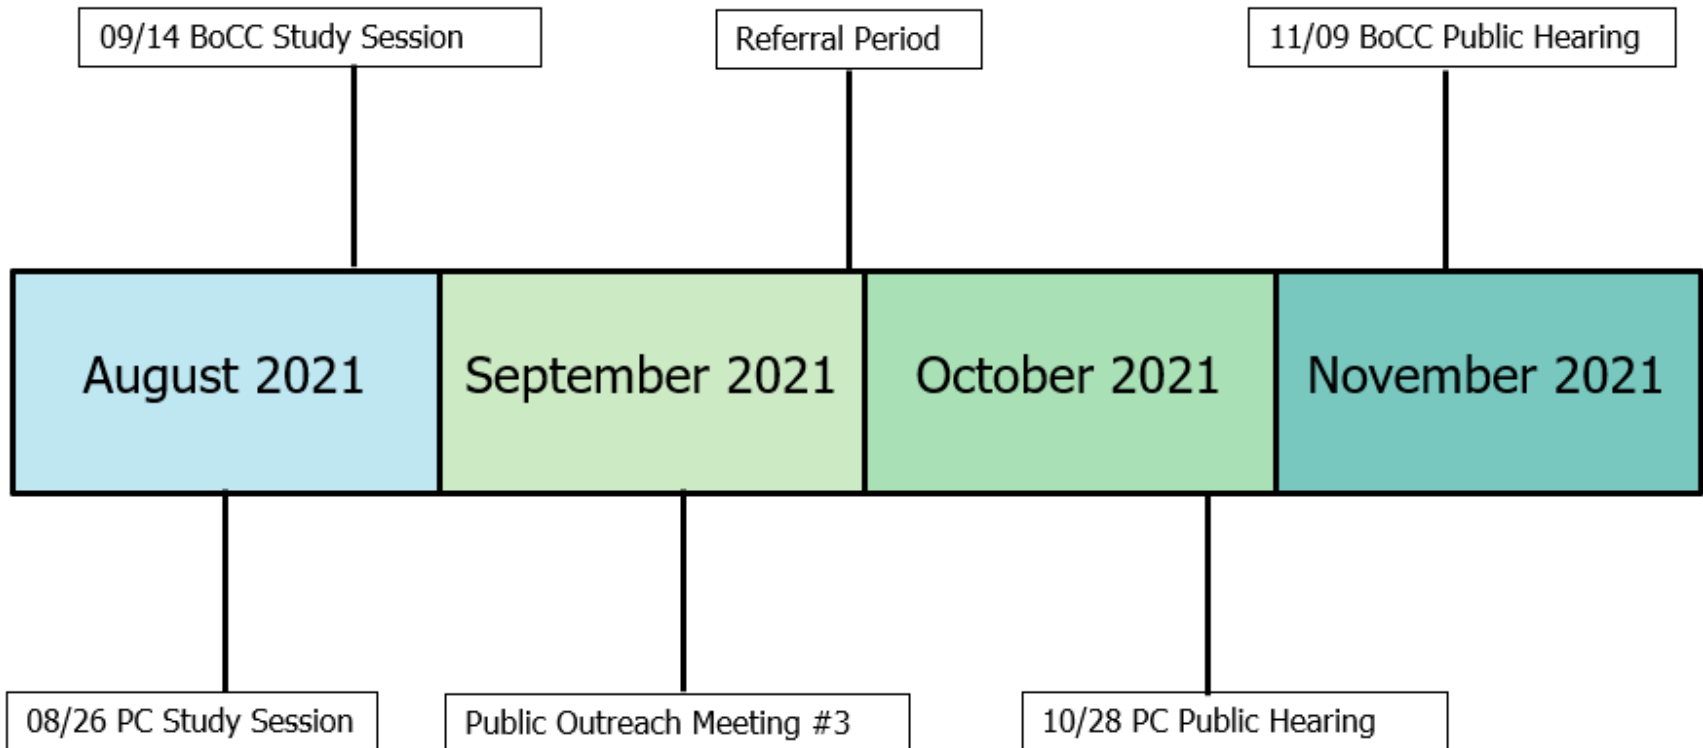 09/14 BoCC Study Session
Referral Period
11/09 BoCC Public Hearing
August 2021
September 2021
October 2021
November 2021
08/26 PC Study Session
Public Outreach Meeting #3
10/28 PC Public Hearing